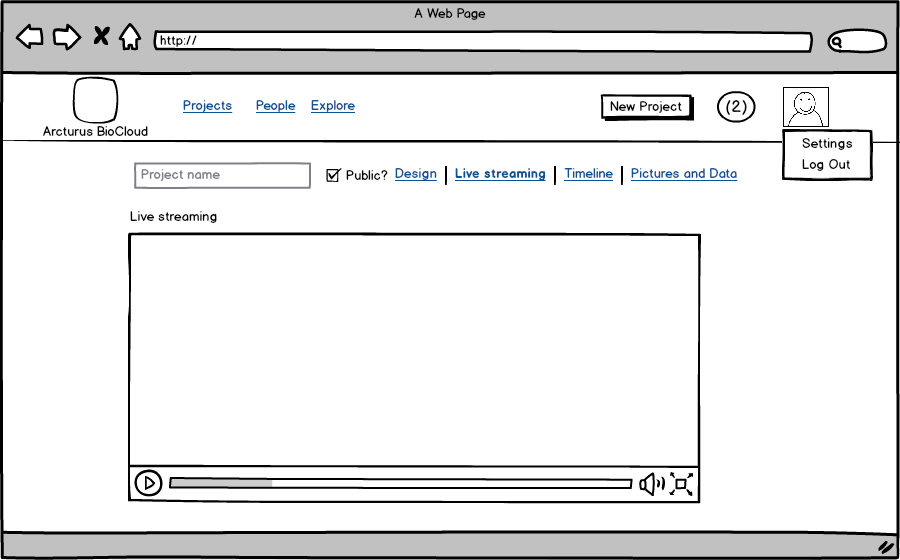 A Web Page
http://
Projects People Explore New Project (2)
Arcturus BioCloud
Settings
Log Out
Project name Public? Design Live streaming Timeline Pictures and Data
Live streaming